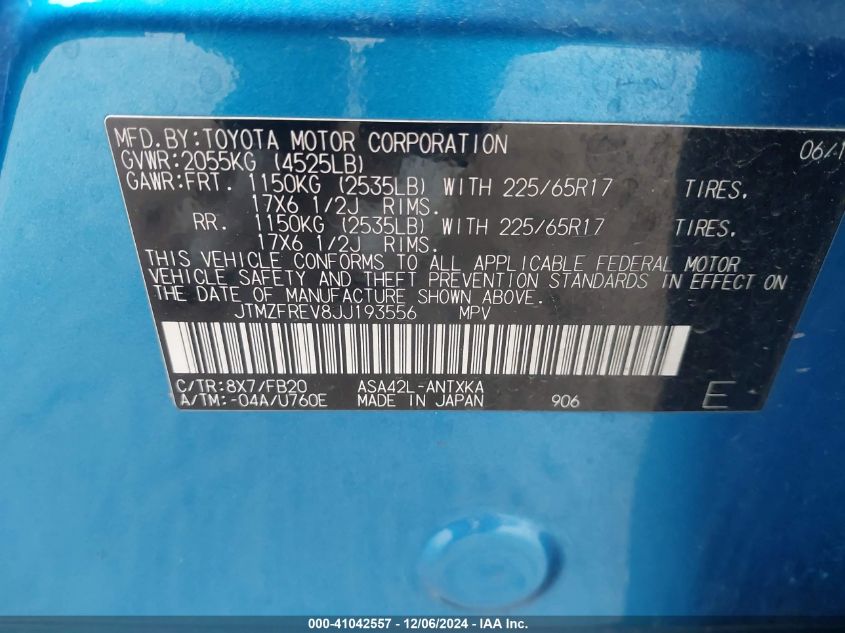 MFD.BY:TOYOTA MOTOR CORPORATION 06/1
GVWR:2055KG (4525LB)
GAWR:FRT. 1150KG (2535LB) WITH 225/65R17 TIRES,
17X6 1/2J RIMS.
RR. 1150KG (2535LB) WITH 225/65R17 TIRES,
17X6 1/2J RIMS.
THIS VEHICLE CONFORMS TO ALL APPLICABLE FEDERAL MOTOR
VEHICLE SAFETY AND THEFT PREVENTION STANDARDS IN EFFECT ON
THE DATE OF MANUFACTURE SHOWN ABOVE.
JTMZFREV8JJ193556 MPV
C/TR:8X7/FB20 ASA42L-ANTXKA
A/TM:-04A/U760E MADE IN JAPAN 906 E
000-41042557 - 12/06/2024 - IAA Inc.